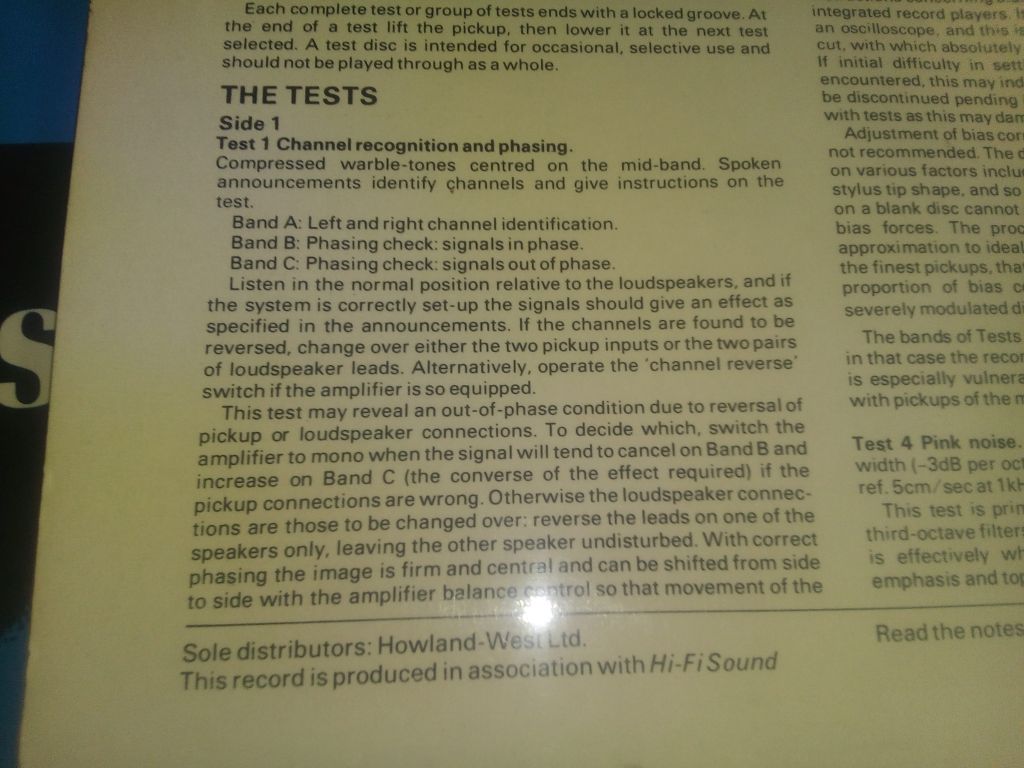 Each complete test or group of tests ends with a locked groove. At
the end of a test lift the pickup, then lower it at the next test
selected. A test disc is intended for occasional, selective use and
should not be played through as a whole.
THE TESTS
Side 1
Test 1 Channel recognition and phasing.
Compressed warble-tones centred on the mid-band. Spoken
announcements identify channels and give instructions on the
test.
Band A: Left and right channel identification.
Band B: Phasing check: signals in phase.
Band C: Phasing check: signals out of phase.
Listen in the normal position relative to the loudspeakers, and if
the system is correctly set-up the signals should give an effect as
specified in the announcements. If the channels are found to be
reversed, change over either the two pickup inputs or the two pairs
of loudspeaker leads. Alternatively, operate the 'channel reverse'
switch if the amplifier is so equipped.
This test may reveal an out-of-phase condition due to reversal of
pickup or loudspeaker connections. To decide which, switch the
amplifier to mono when the signal will tend to cancel on Band B and
increase on Band C (the converse of the effect required) if the
pickup connections are wrong. Otherwise the loudspeaker connec-
tions are those to be changed over: reverse the leads on one of the
speakers only, leaving the other speaker undisturbed. With correct
phasing the image is firm and central and can be shifted from side
to side with the amplifier balance control so that movement of the
Sole distributors: Howland-West Ltd.
This record is produced in association with Hi-Fi Sound
integrated record players.
an oscilloscope, and this is
cut, with which absolutely
If initial difficulty in
encountered, this may
be discontinued pending
with tests as this may
Adjustment of bias
not recommended. The
on various factors
stylus tip shape, and so
on a blank disc cannot
bias forces. The
approximation to
the finest pickups,
proportion of bias
severely modulated
The bands of Tests
in that case the
is especially
with pickups of the
Test 4 Pink noise.
width (-3dB per
ref. 5cm/sec at
This test is
third-octave
is effectively
emphasis and
Read the notes
S